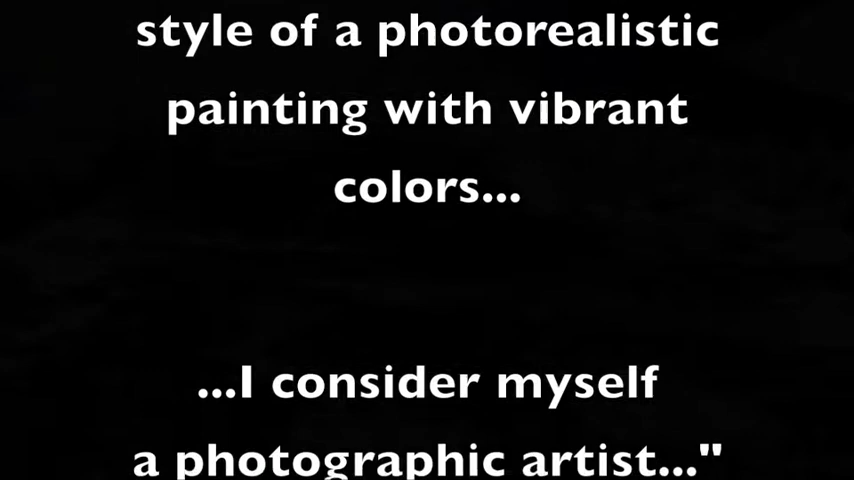 style of a photorealistic
painting with vibrant
colors...
...I consider myself
a photographic artist..."